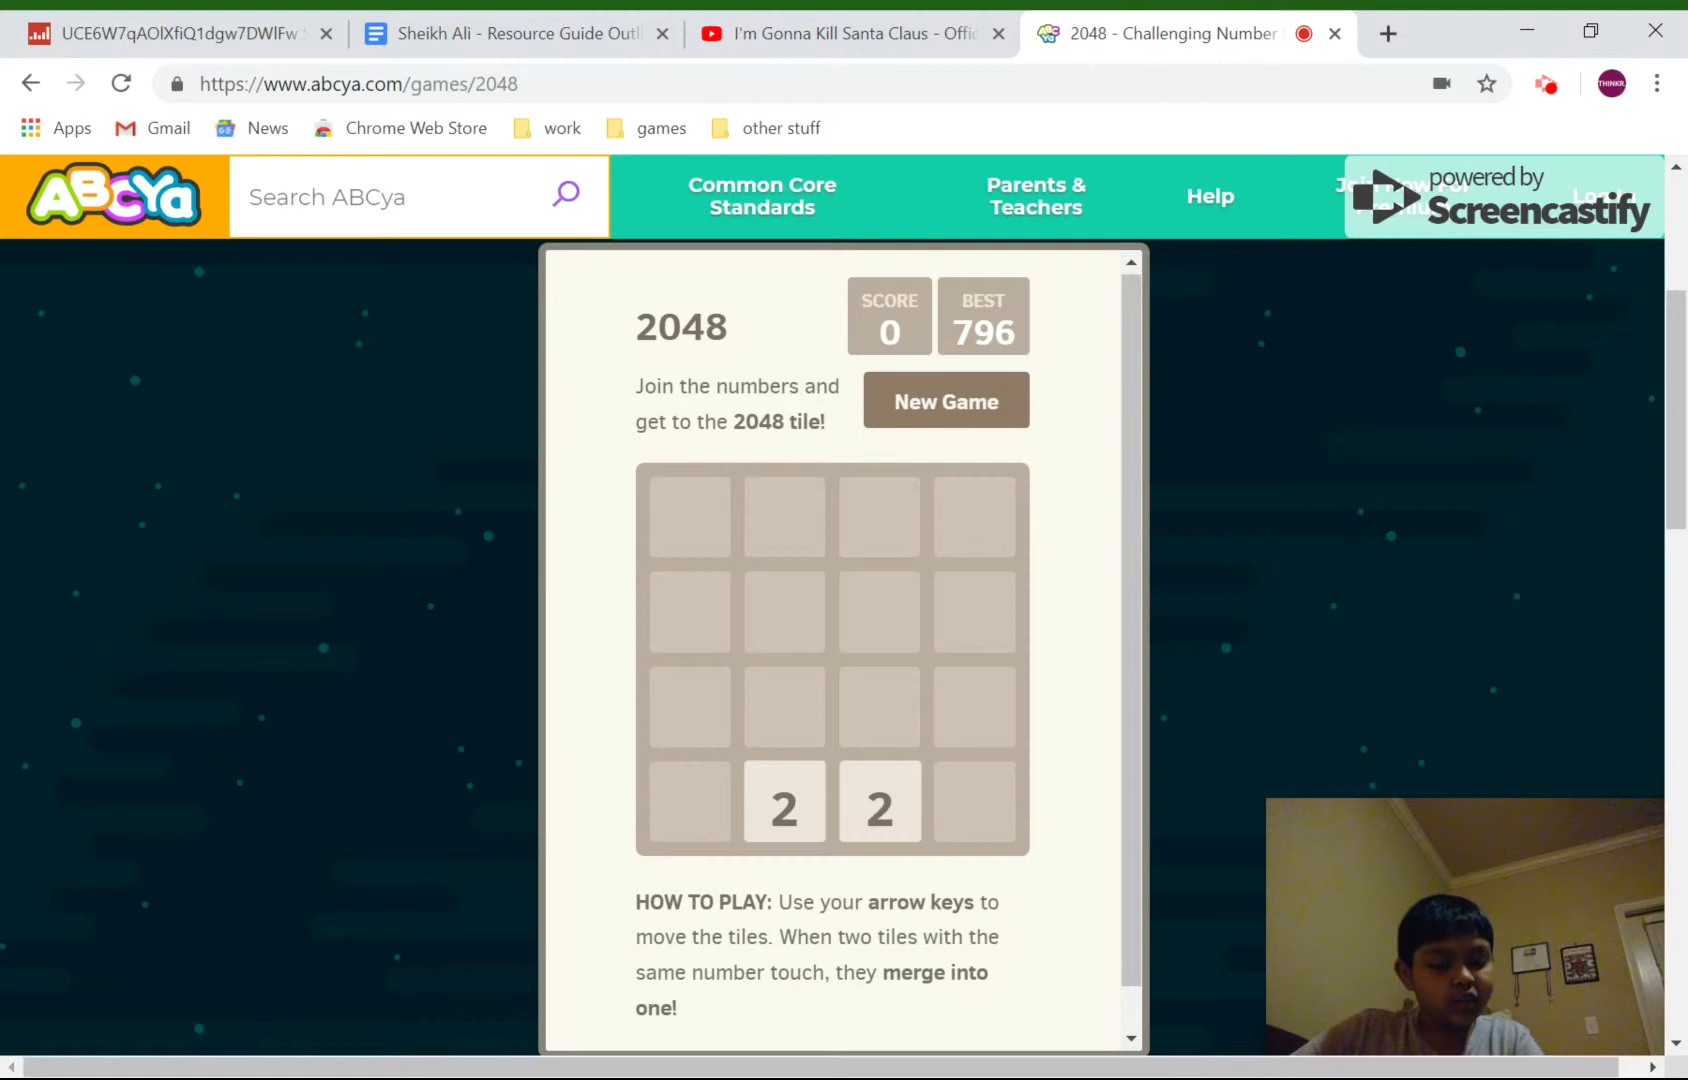 UCE6W7qAOlXfiQ1dgw7DWlFw
Sheikh Ali - Resource Guide Outl
I'm Gonna Kill Santa Claus - Offic
2048 - Challenging Number
https://www.abcya.com/games/2048
THINKR
Apps
Gmail
News
Chrome Web Store
work
games
other stuff
ABCYa
Search ABCya
Common Core
Standards
Parents &
Teachers
Help
powered by
Screencastify
2048
SCORE
0
BEST
796
Join the numbers and
get to the 2048 tile!
New Game
2 2
HOW TO PLAY: Use your arrow keys to
move the tiles. When two tiles with the
same number touch, they merge into
one!